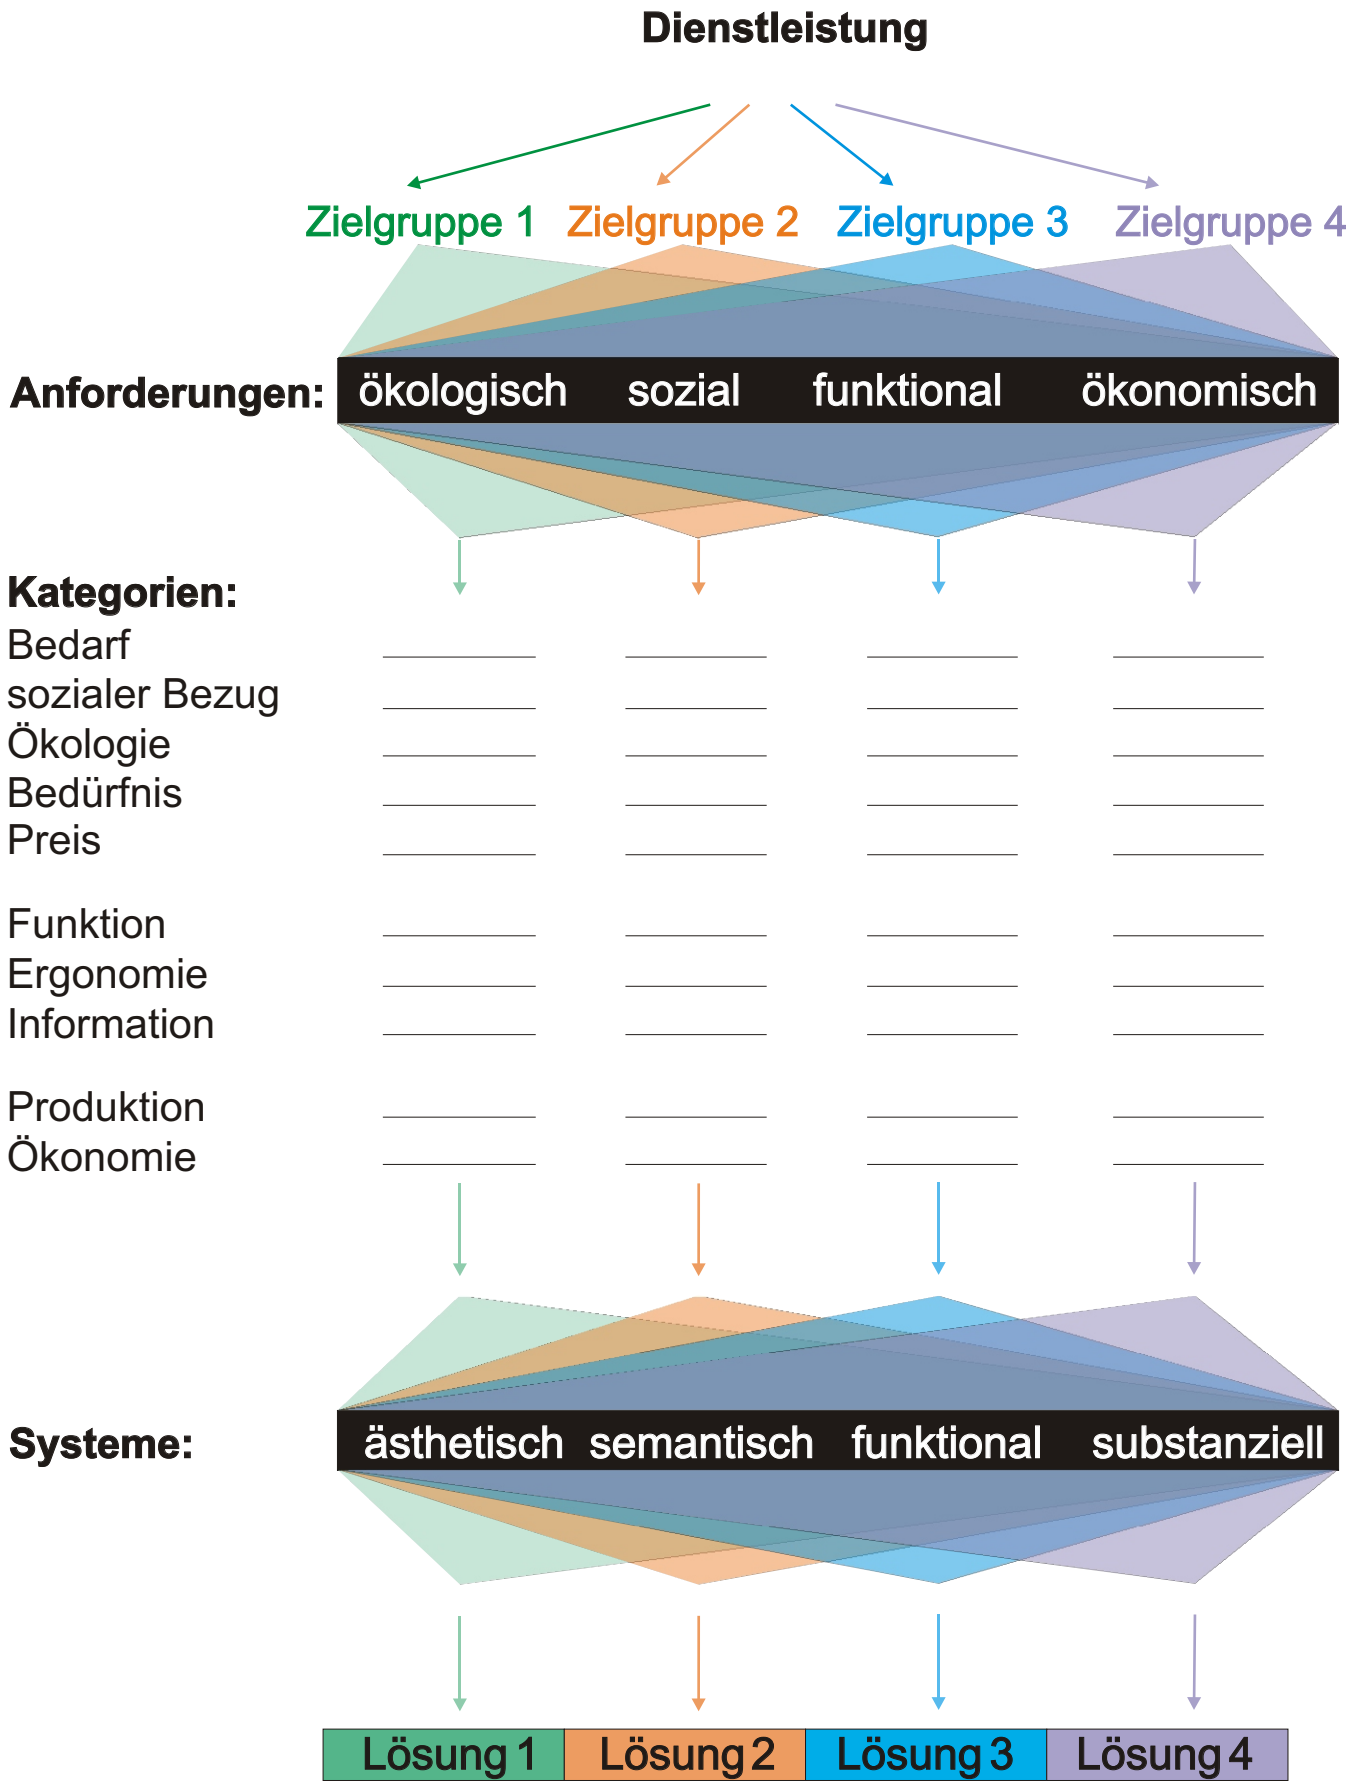 Dienstleistung
Zielgruppe 1 Zielgruppe 2 Zielgruppe 3 Zielgruppe 4
Anforderungen: ökologisch sozial funktional ökonomisch
Kategorien:
Bedarf
sozialer Bezug
Ökologie
Bedürfnis
Preis
Funktion
Ergonomie
Information
Produktion
Ökonomie
Systeme: ästhetisch semantisch funktional substanziell
Lösung 1 Lösung 2 Lösung 3 Lösung 4